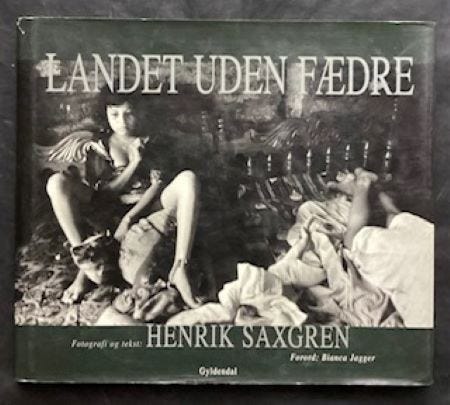 LANDET UDEN FÆDRE
Fotografi og tekst: HENRIK SAXGREN
Forord: Bianca Jagger
Gyldendal